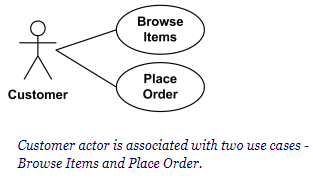 Browse
Items
Place
Order
Customer
Customer actor is associated with two use cases -
Browse Items and Place Order.